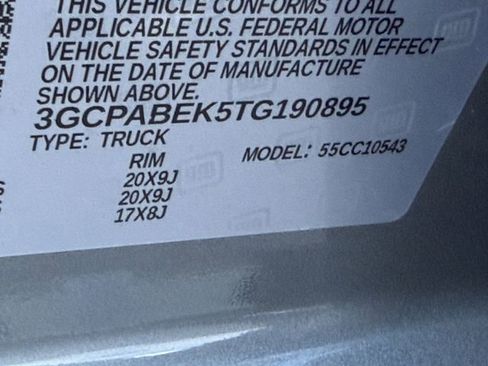 THIS VEHICLE CONFORMS TO ALL
APPLICABLE U.S. FEDERAL MOTOR
VEHICLE SAFETY STANDARDS IN EFFECT
ON THE DATE OF MANUFACTURE
SHOWN ABOVE.
3GCPABEK5TG190895
TYPE: TRUCK
RIM
MODEL: 55CC10543
20X9J
20X9J
17X8J